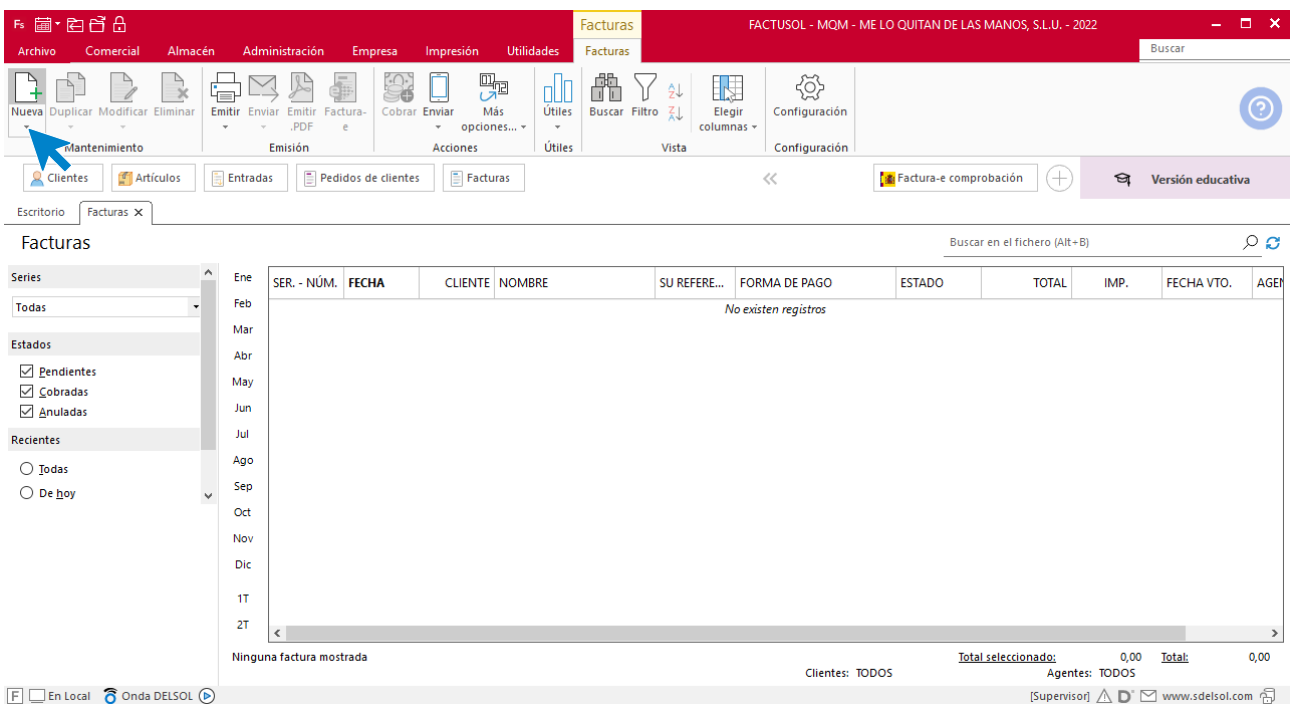 Fs
Facturas
FACTUSOL - MQM - ME LO QUITAN DE LAS MANOS, S.L.U. - 2022
Archivo Comercial Almacén Administración Empresa Impresión Utilidades Facturas Buscar
Nueva Duplicar Modificar Eliminar Emitir Enviar Emitir .PDF Factura-e Cobrar Enviar Más opciones... Útiles Buscar Filtro Elegir columnas Configuración
Mantenimiento Emisión Acciones Útiles Vista Configuración
Clientes Artículos Entradas Pedidos de clientes Facturas Factura-e comprobación Versión educativa
Escritorio Facturas
Facturas Buscar en el fichero (Alt+B)
Series
Todas
Estados
Pendientes
Cobradas
Anuladas
Recientes
Todas
De hoy
Ene
Feb
Mar
Abr
May
Jun
Jul
Ago
Sep
Oct
Nov
Dic
1T
2T
SER. - NÚM. FECHA CLIENTE NOMBRE SU REFERE... FORMA DE PAGO ESTADO TOTAL IMP. FECHA VTO. AGEN
No existen registros
Ninguna factura mostrada Total seleccionado: 0,00 Total: 0,00
Clientes: TODOS Agentes: TODOS
F En Local Onda DELSOL [Supervisor] D www.sdelsol.com